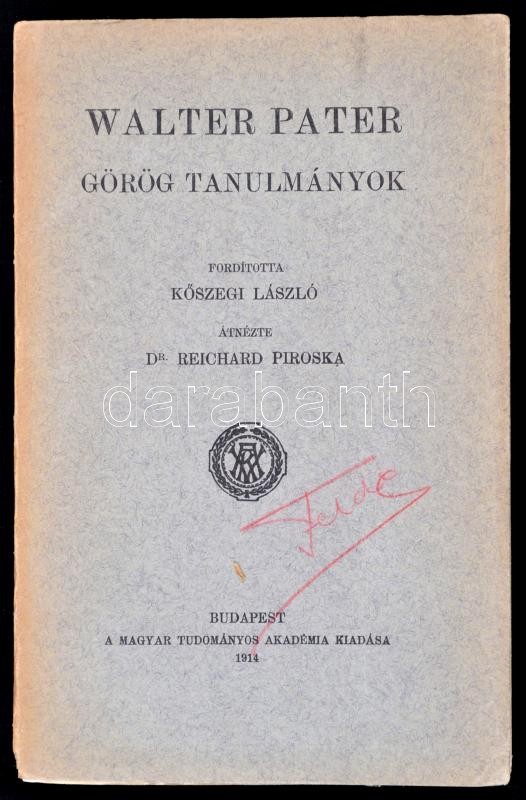 WALTER PATER
GÖRÖG TANULMÁNYOK
FORDÍTOTTA
KŐSZEGI LÁSZLÓ
ÁTNÉZTE
DR. REICHARD PIROSKA
darabanth
BUDAPEST
A MAGYAR TUDOMÁNYOS AKADÉMIA KIADÁSA
1914